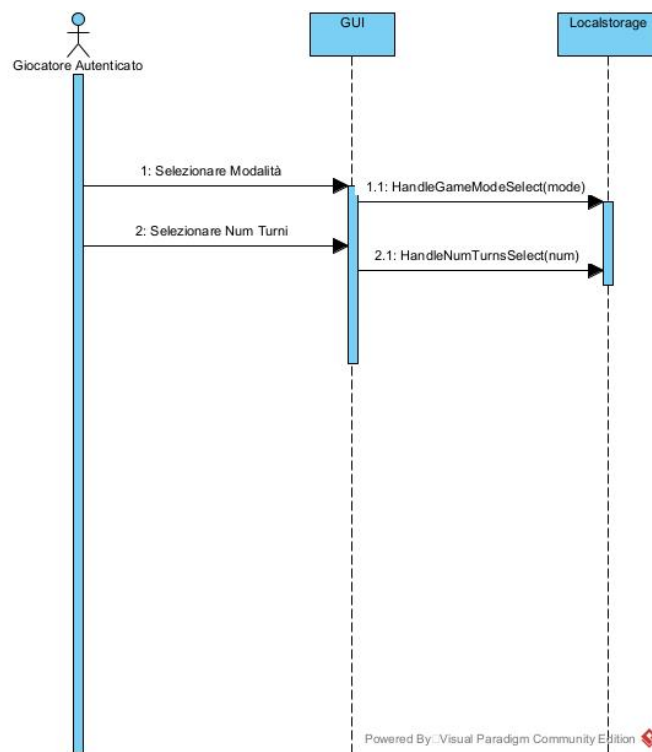 GUI
Localstorage
Giocatore Autenticato
1: Selezionare Modalità
1.1: HandleGameModeSelect(mode)
2: Selezionare Num Turni
2.1: HandleNumTurnsSelect(num)
Powered By Visual Paradigm Community Edition